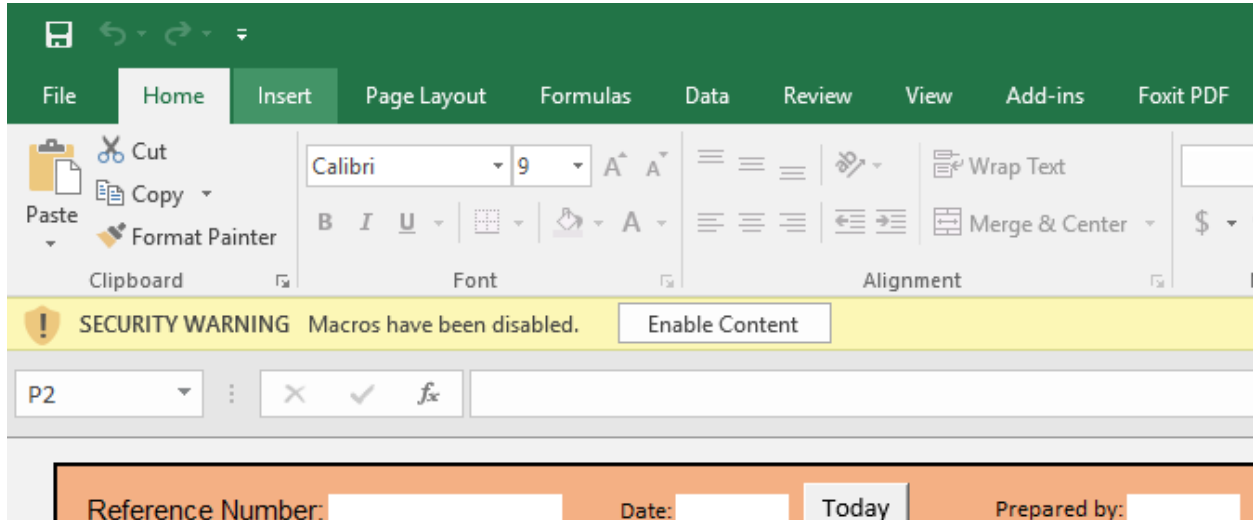 File Home Insert Page Layout Formulas Data Review View Add-ins Foxit PDF
Cut
Calibri 9 A A Wrap Text
Copy
Paste
B I U A Merge & Center $
Format Painter
Clipboard Font Alignment
! SECURITY WARNING Macros have been disabled. Enable Content
P2 fx
Reference Number: Date: Today Prepared by: